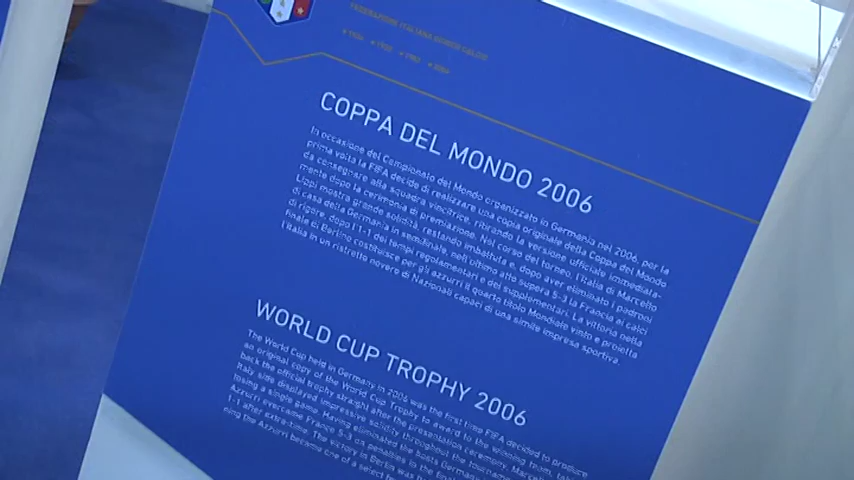 FEDERAZIONE ITALIANA GIUOCO CALCIO
★1934 ★1938 ★1982 ★2006
COPPA DEL MONDO 2006
In occasione del Campionato del Mondo organizzato in Germania nel 2006, per la
prima volta la FIFA decide di realizzare una copia originale della Coppa del Mondo
da consegnare alla squadra vincitrice, ritirando la versione ufficiale immediata-
mente dopo la cerimonia di premiazione. Nel corso del torneo, l'Italia di Marcello
Lippi mostra grande solidità, restando imbattuta e, dopo aver eliminato i padroni
di casa della Germania in semifinale, nell'ultimo atto supera 5-3 la Francia ai calci
di rigore, dopo l'1-1 dei tempi regolamentari e dei supplementari. La vittoria nella
finale di Berlino costituisce per gli azzurri il quarto titolo Mondiale vinto e proietta
l'Italia in un ristretto novero di Nazionali capaci di una simile impresa sportiva.
WORLD CUP TROPHY 2006
The World Cup held in Germany in 2006 was the first time FIFA decided to produce
an original copy of the World Cup Trophy to award to the winning team, taking
back the official trophy straight after the presentation ceremony. Marcello
Italy side displayed impressive solidity throughout the tournament,
losing a single game. Having eliminated the hosts Germany
Azzurri overcame France 5-3 on penalties in the final
1-1 after extra-time. The victory in Berlin was
ning the Azzurri became one of a select